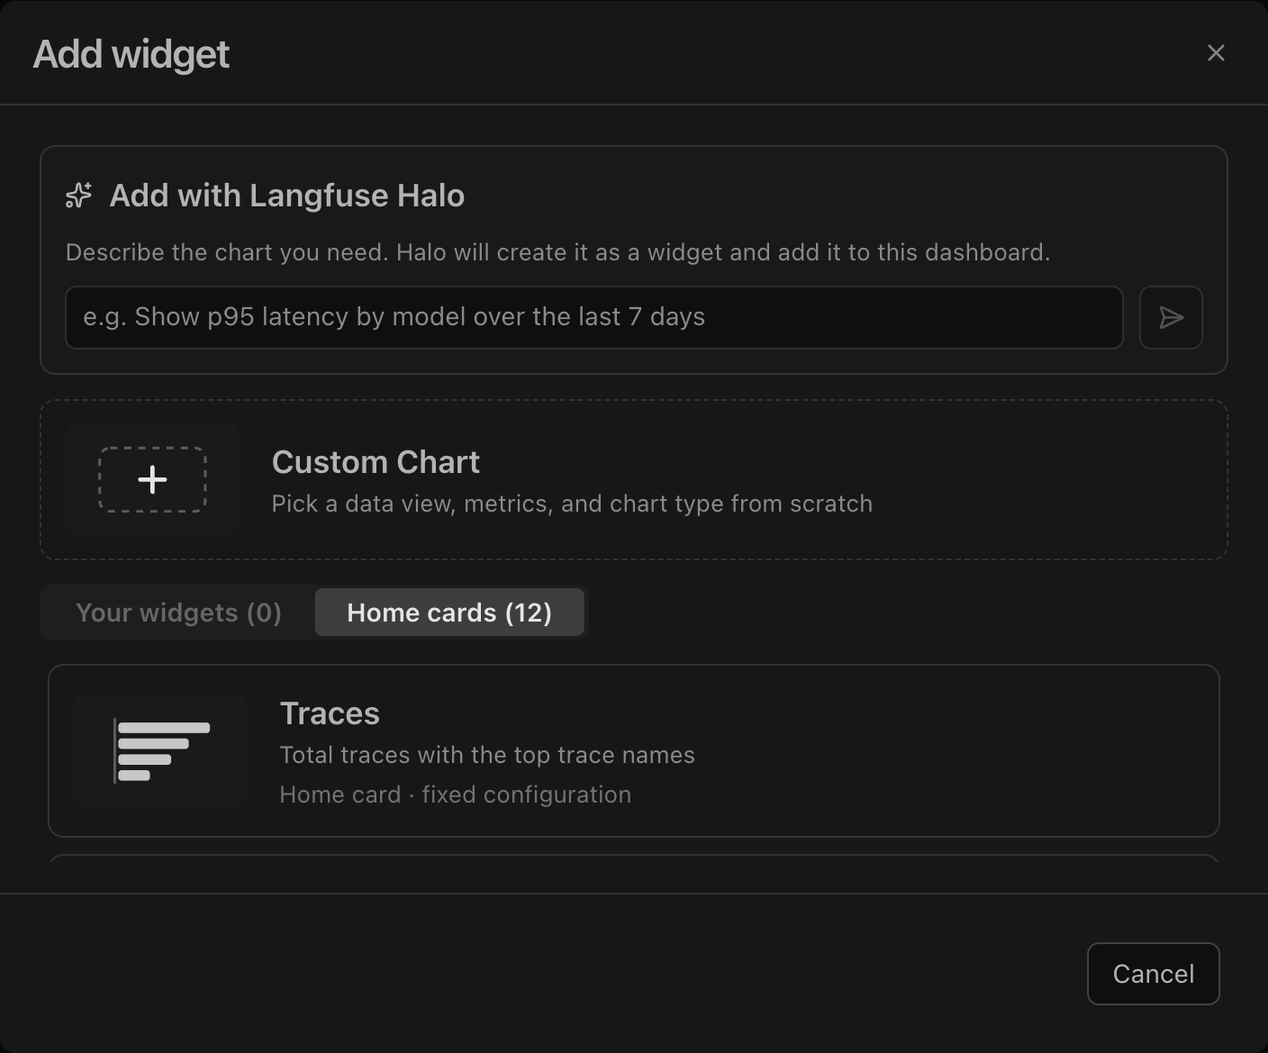 Add widget
Add with Langfuse Halo
Describe the chart you need. Halo will create it as a widget and add it to this dashboard.
e.g. Show p95 latency by model over the last 7 days
Custom Chart
Pick a data view, metrics, and chart type from scratch
Your widgets (0)
Home cards (12)
Traces
Total traces with the top trace names
Home card · fixed configuration
Cancel